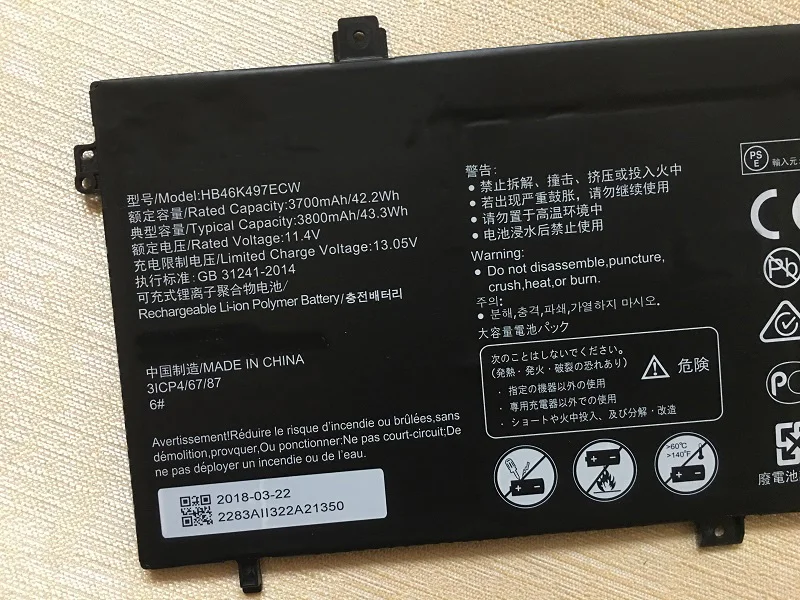 型号/Model:HB46K497ECW
额定容量/Rated Capacity:3700mAh/42.2Wh
典型容量/Typical Capacity:3800mAh/43.3Wh
额定电压/Rated Voltage:11.4V
充电限制电压/Limited Charge Voltage:13.05V
执行标准: GB 31241-2014
可充式锂离子聚合物电池/
Rechargeable Li-ion Polymer Battery/충전배터리
中国制造/MADE IN CHINA
3ICP4/67/87
6#
Avertissement!Réduire le risque d'incendie ou brûlées,sans
démolition,provquer,Ou ponctionner:Ne pas court-circuit;De
ne pas déployer un incendie ou de l'eau.
2018-03-22
2283AII322A21350
警告:
• 禁止拆解、撞击、挤压或投入火中
• 若出现严重鼓胀，请勿继续使用
• 请勿置于高温环境中
• 电池浸水后禁止使用
Warning:
• Do not disassemble,puncture,
crush,heat,or burn.
주의:
• 분해,충격,파쇄,가열하지 마시오.
大容量電池パック
次のことはしないでください。
(発熱・発火・破裂の恐れあり)
危険
・指定の機器以外の使用
・専用充電器以外での使用
・ショートや火中投入、及び分解・改造
>60℃
>140℉
PS
E
輸入元:
Pb
廢電池